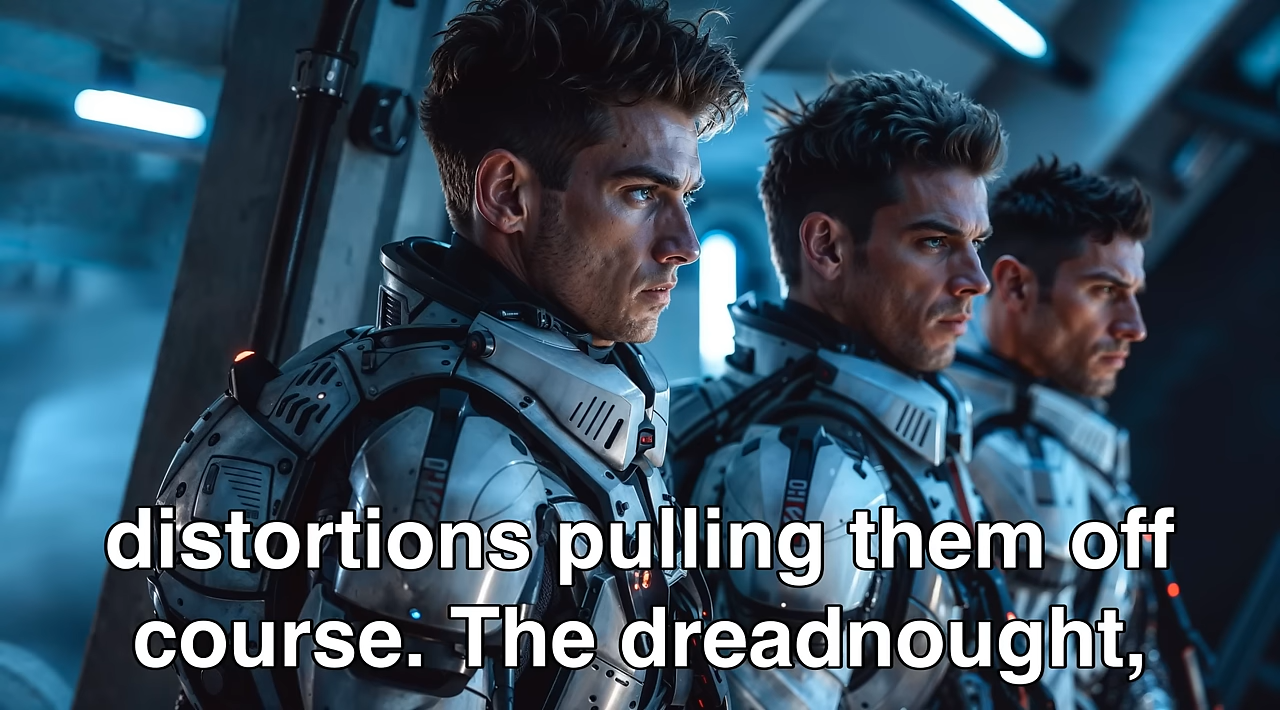 distortions pulling them off
course. The dreadnought,